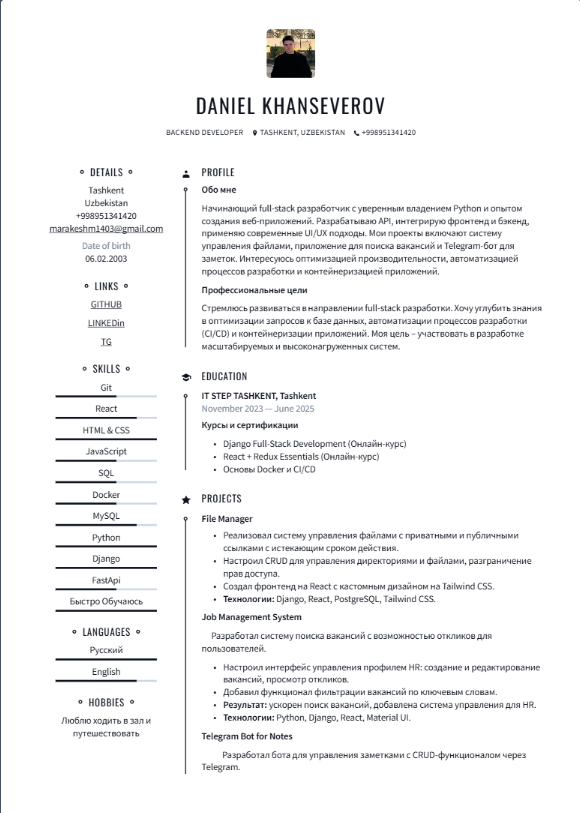 DANIEL KHANSEVEROV
BACKEND DEVELOPER TASHKENT, UZBEKISTAN +998951341420
DETAILS
Tashkent
Uzbekistan
+998951341420
marakeshm1403@gmail.com
Date of birth
06.02.2003
LINKS
GITHUB
LINKEDin
TG
SKILLS
Git
React
HTML & CSS
JavaScript
SQL
Docker
MySQL
Python
Django
FastApi
Быстро Обучаюсь
LANGUAGES
Русский
English
HOBBIES
Люблю ходить в зал и
путешествовать
PROFILE
Обо мне
Начинающий full-stack разработчик с уверенным владением Python и опытом
создания веб-приложений. Разрабатываю API, интегрирую фронтенд и бэкенд,
применяю современные UI/UX подходы. Мои проекты включают систему
управления файлами, приложение для поиска вакансий и Telegram-бот для
заметок. Интересуюсь оптимизацией производительности, автоматизацией
процессов разработки и контейнеризацией приложений.
Профессиональные цели
Стремлюсь развиваться в направлении full-stack разработки. Хочу углубить знания
в оптимизации запросов к базе данных, автоматизации процессов разработки
(CI/CD) и контейнеризации приложений. Моя цель – участвовать в разработке
масштабируемых и высоконагруженных систем.
EDUCATION
IT STEP TASHKENT, Tashkent
November 2023 — June 2025
Курсы и сертификации
• Django Full-Stack Development (Онлайн-курс)
• React + Redux Essentials (Онлайн-курс)
• Основы Docker и CI/CD
PROJECTS
File Manager
• Реализовал систему управления файлами с приватными и публичными
ссылками с истекающим сроком действия.
• Настроил CRUD для управления директориями и файлами, разграничение
прав доступа.
• Создал фронтенд на React с кастомным дизайном на Tailwind CSS.
• Технологии: Django, React, PostgreSQL, Tailwind CSS.
Job Management System
Разработал систему поиска вакансий с возможностью откликов для
пользователей.
• Настроил интерфейс управления профилем HR: создание и редактирование
вакансий, просмотр откликов.
• Добавил функционал фильтрации вакансий по ключевым словам.
• Результат: ускорен поиск вакансий, добавлена система управления для HR.
• Технологии: Python, Django, React, Material UI.
Telegram Bot for Notes
Разработал бота для управления заметками с CRUD-функционалом через
Telegram.